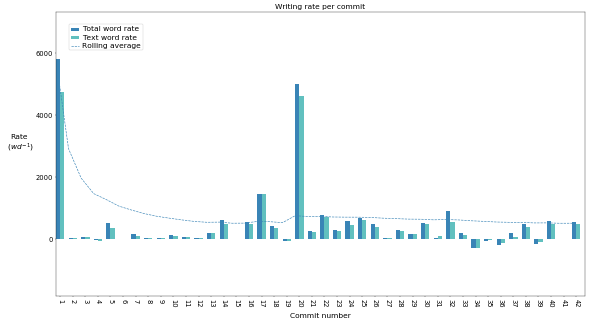 Writing rate per commit
Total word rate
Text word rate
Rolling average
6000
4000
2000
0
Rate
(wd⁻¹)
1 2 3 4 5 6 7 8 9 10 11 12 13 14 15 16 17 18 19 20 21 22 23 24 25 26 27 28 29 30 31 32 33 34 35 36 37 38 39 40 41 42
Commit number